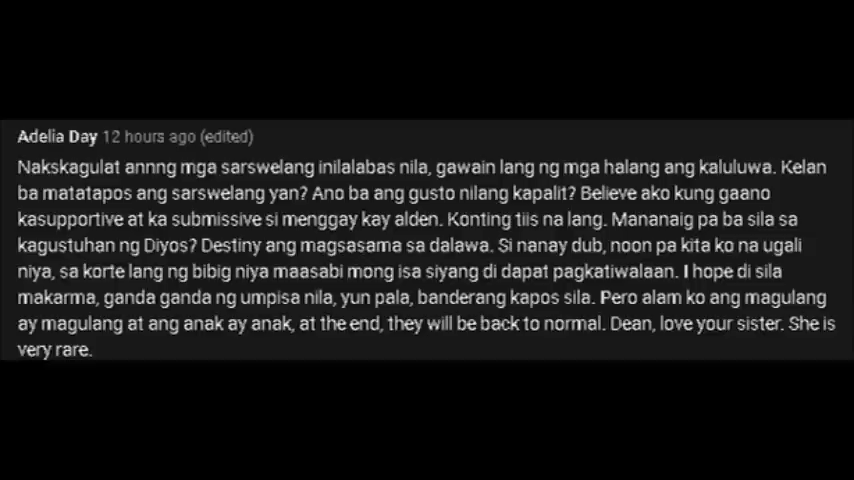 Adelia Day 12 hours ago (edited)
Nakskagulat annng mga sarswelang inilalabas nila, gawain lang ng mga halang ang kaluluwa. Kelan
ba matatapos ang sarswelang yan? Ano ba ang gusto nilang kapalit? Believe ako kung gaano
kasupportive at ka submissive si menggay kay alden. Konting tiis na lang. Mananaig pa ba sila sa
kagustuhan ng Diyos? Destiny ang magsasama sa dalawa. Si nanay dub, noon pa kita ko na ugali
niya, sa korte lang ng bibig niya maasabi mong isa siyang di dapat pagkatiwalaan. I hope di sila
makarma, ganda ganda ng umpisa nila, yun pala, banderang kapos sila. Pero alam ko ang magulang
ay magulang at ang anak ay anak, at the end, they will be back to normal. Dean, love your sister. She is
very rare.